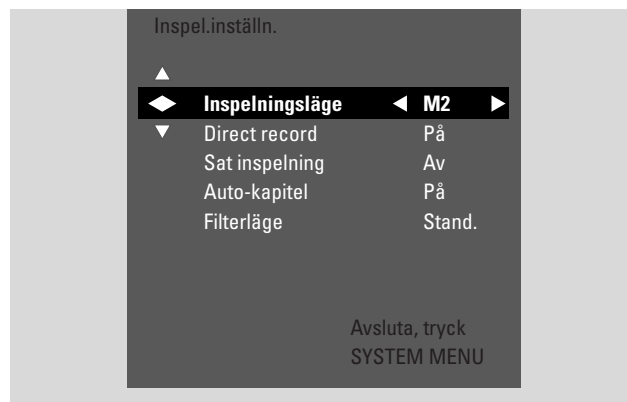 Inspel.inställn.
Inspelningsläge M2
Direct record På
Sat inspelning Av
Auto-kapitel På
Filterläge Stand.
Avsluta, tryck
SYSTEM MENU